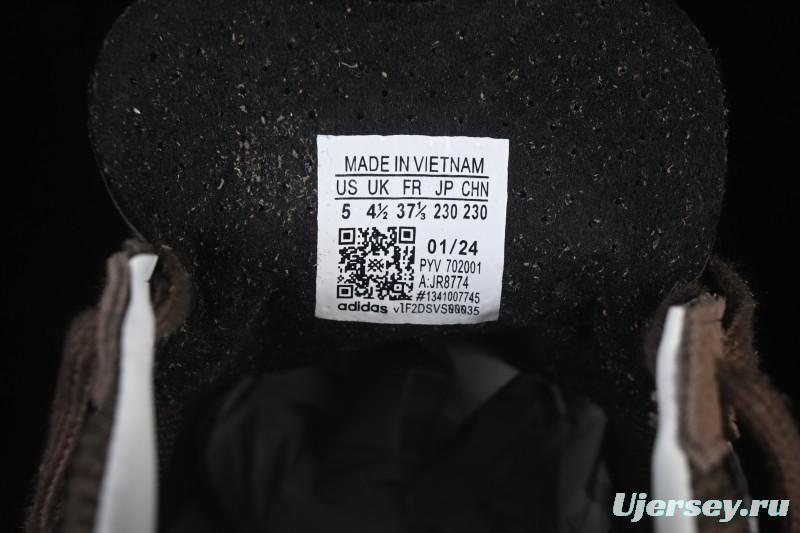 MADE IN VIETNAM
US UK FR JP CHN
5 4½ 37⅓ 230 230
01/24
PYV 702001
A:JR8774
#1341007745
adidas v1F2DSVS00035
Ujersey.ru